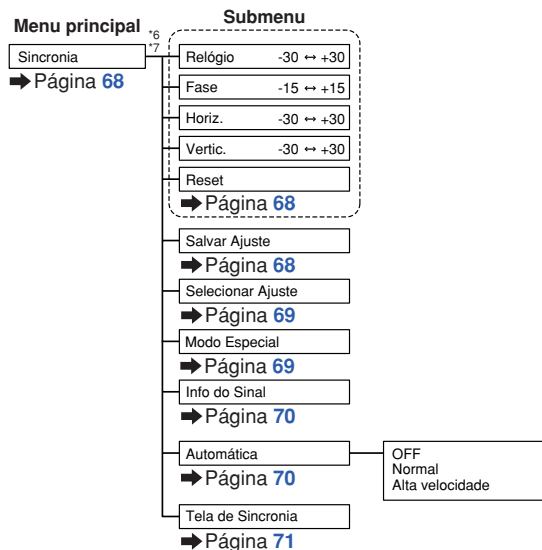 Menu principal
Submenu
*6
*7
Sincronia
➡ Página 68
Relógio -30 ↔ +30
Fase -15 ↔ +15
Horiz. -30 ↔ +30
Vertic. -30 ↔ +30
Reset
➡ Página 68
Salvar Ajuste
➡ Página 68
Selecionar Ajuste
➡ Página 69
Modo Especial
➡ Página 69
Info do Sinal
➡ Página 70
Automática
➡ Página 70
OFF
Normal
Alta velocidade
Tela de Sincronia
➡ Página 71